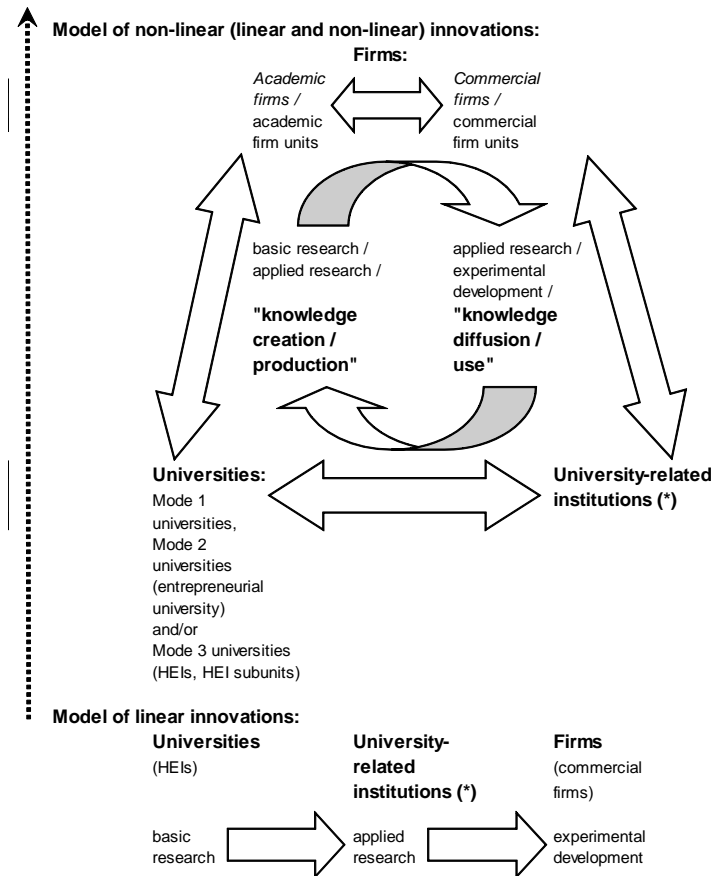 Model of non-linear (linear and non-linear) innovations:
Firms:
Academic
firms /
academic
firm units
Commercial
firms /
commercial
firm units
basic research /
applied research /
"knowledge
creation /
production"
applied research /
experimental
development /
"knowledge
diffusion /
use"
Universities:
Mode 1
universities,
Mode 2
universities
(entrepreneurial
university)
and/or
Mode 3 universities
(HEIs, HEI subunits)
University-related
institutions (*)
Model of linear innovations:
Universities
(HEIs)
University-
related
institutions (*)
Firms
(commercial
firms)
basic
research
applied
research
experimental
development